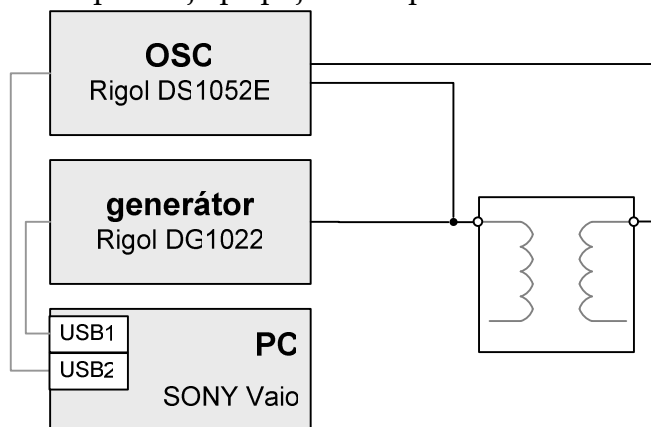 OSC
Rigol DS1052E
generátor
Rigol DG1022
USB1
PC
USB2
SONY Vaio